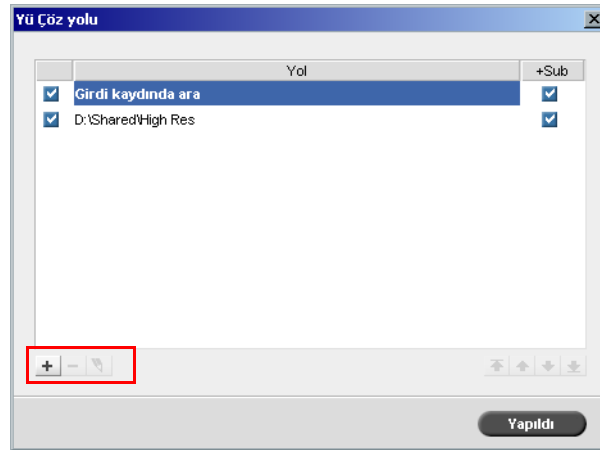 Yü Çöz yolu
Yol +Sub
Girdi kaydında ara
D:\Shared\High Res
Yapıldı